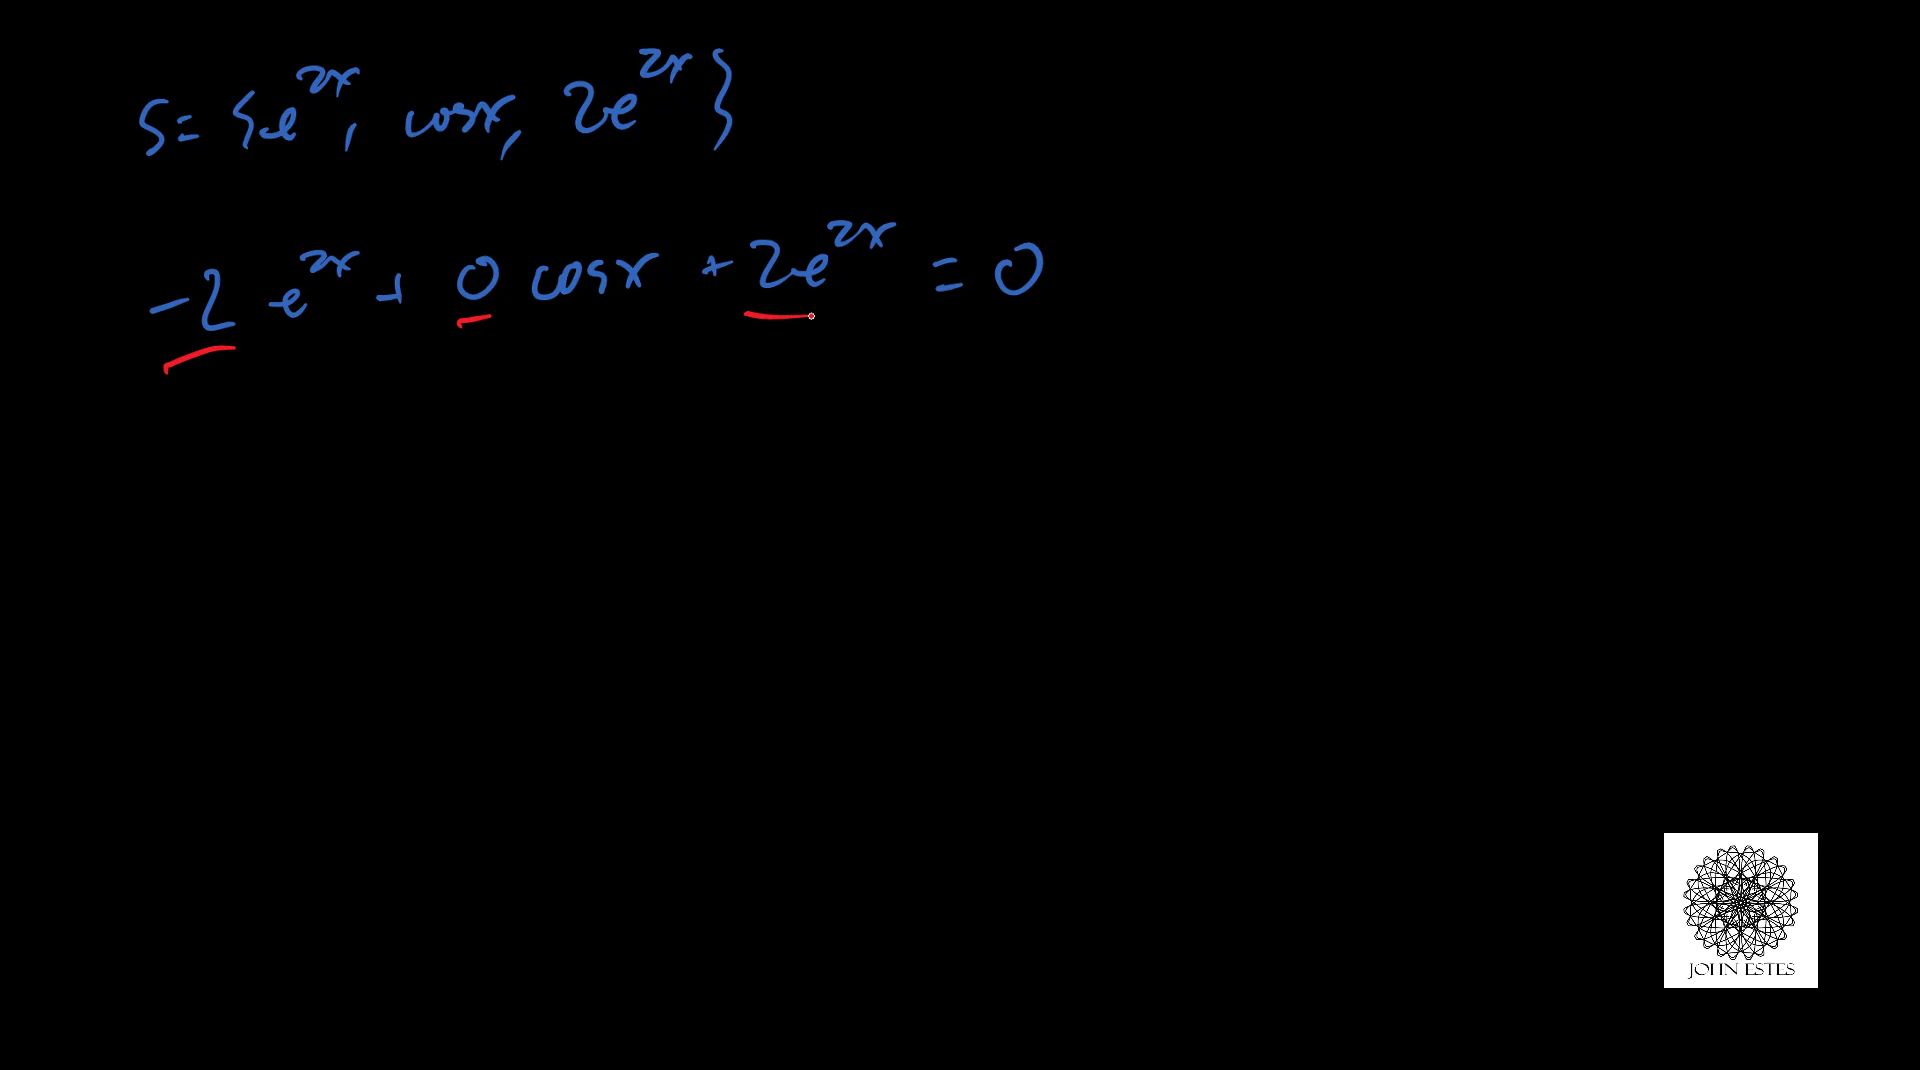 S = {e^{2x}, cos x, 2e^{2x}}
-2 e^{2x} + 0 cos x + 2e^{2x} = 0
JOHN ESTES